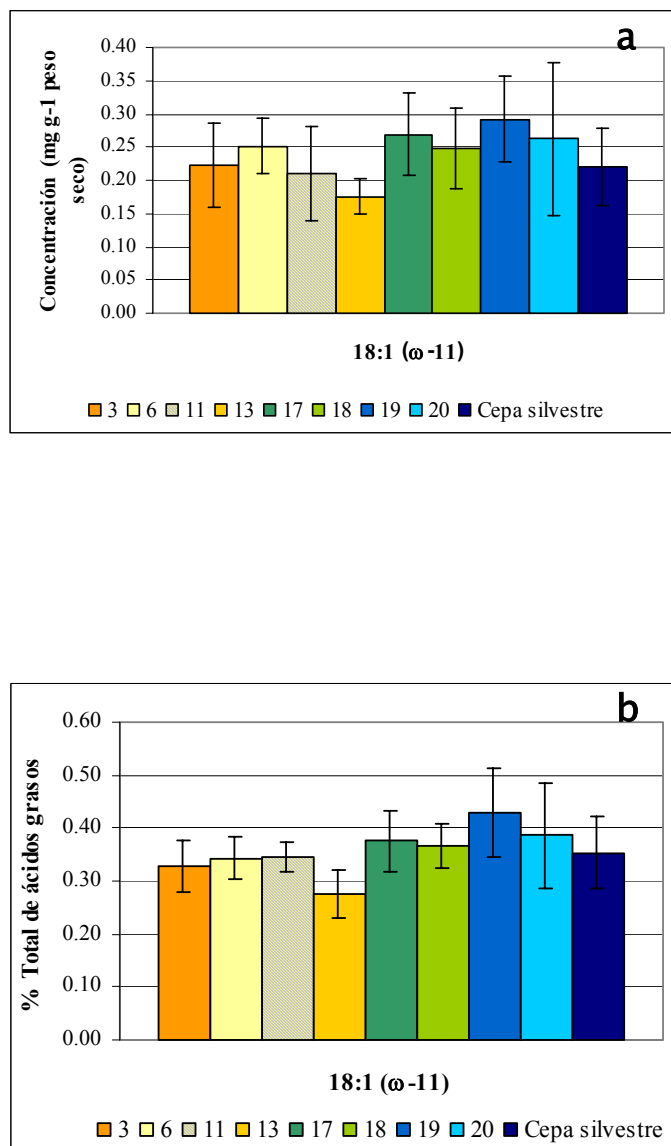 a
0.40
0.35
0.30
0.25
0.20
0.15
0.10
0.05
0.00
Concentración (mg g-1 peso
seco)
18:1 (ω-11)
3 6 11 13 17 18 19 20 Cepa silvestre
b
0.60
0.50
0.40
0.30
0.20
0.10
0.00
% Total de ácidos grasos
18:1 (ω-11)
3 6 11 13 17 18 19 20 Cepa silvestre